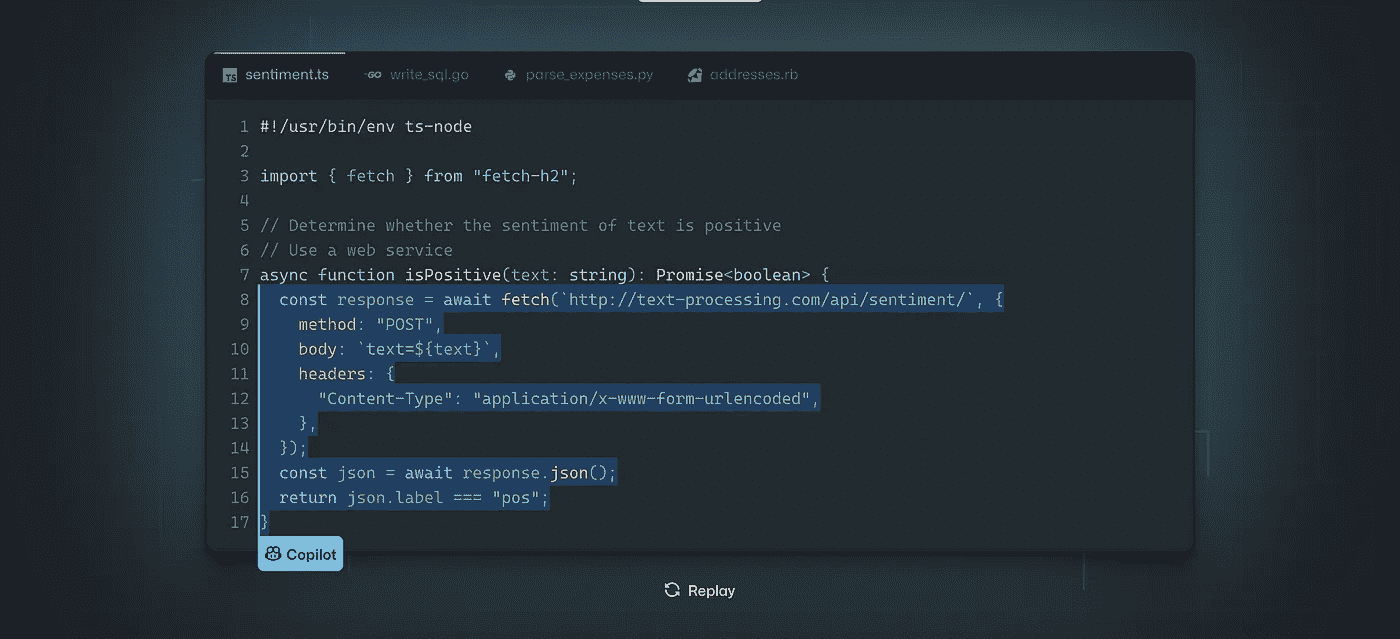 TS sentiment.ts GO write_sql.go parse_expenses.py addresses.rb
1 #!/usr/bin/env ts-node
2
3 import { fetch } from "fetch-h2";
4
5 // Determine whether the sentiment of text is positive
6 // Use a web service
7 async function isPositive(text: string): Promise<boolean> {
8   const response = await fetch(`http://text-processing.com/api/sentiment/`, {
9     method: "POST",
10     body: `text=${text}`,
11     headers: {
12       "Content-Type": "application/x-www-form-urlencoded",
13     },
14   });
15   const json = await response.json();
16   return json.label === "pos";
17 }
Copilot
Replay